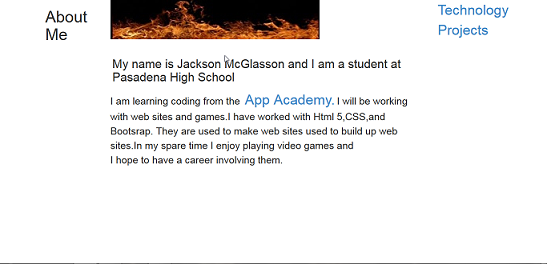 About
Me
My name is Jackson McGlasson and I am a student at
Pasadena High School
I am learning coding from the App Academy. I will be working
with web sites and games.I have worked with Html 5,CSS,and
Bootsrap. They are used to make web sites used to build up web
sites.In my spare time I enjoy playing video games and
I hope to have a career involving them.
Technology
Projects